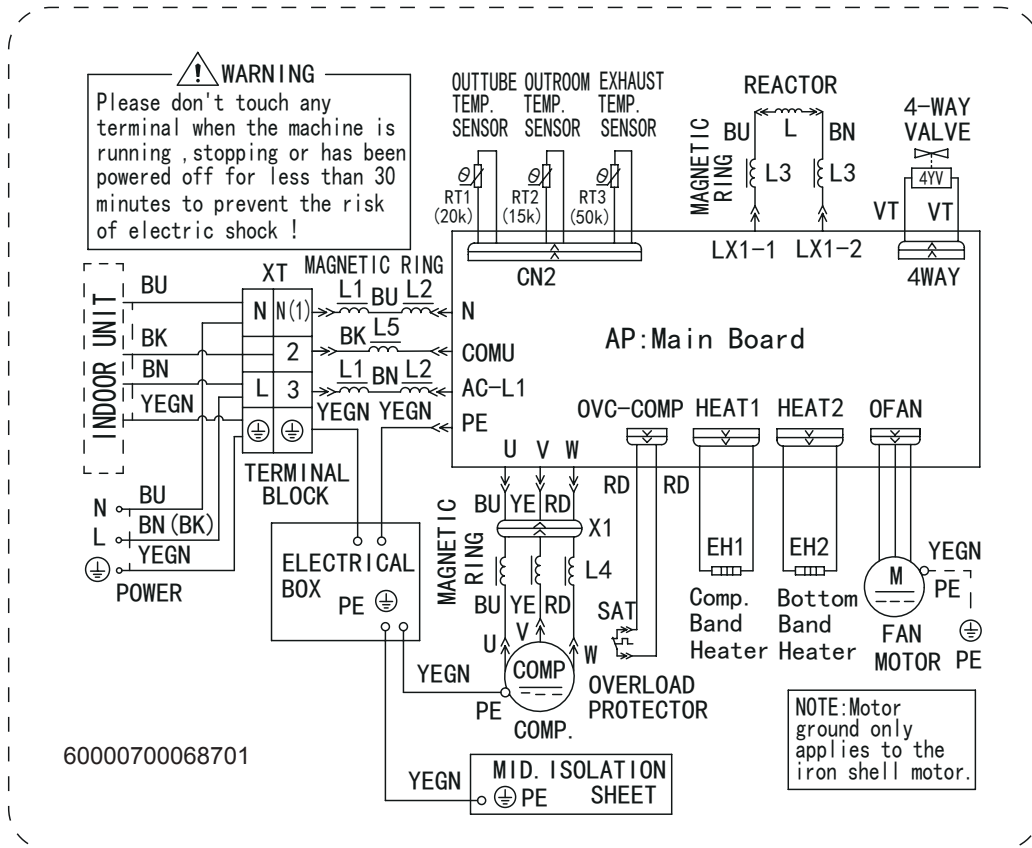 WARNING
Please don't touch any
terminal when the machine is
running ,stopping or has been
powered off for less than 30
minutes to prevent the risk
of electric shock !
OUTTUBE OUTROOM EXHAUST
TEMP. TEMP. TEMP.
SENSOR SENSOR SENSOR
RT1 RT2 RT3
(20k) (15k) (50k)
CN2
REACTOR
BU L BN
MAGNETIC
RING
L3 L3
LX1-1 LX1-2
4-WAY
VALVE
4YV
VT VT
4WAY
INDOOR UNIT
BU
BK
BN
YEGN
XT
N N(1)
2
L 3
TERMINAL
BLOCK
MAGNETIC RING
L1 BU L2
BK L5
L1 BN L2
YEGN YEGN
N
COMU
AC-L1
PE
AP:Main Board
OVC-COMP HEAT1 HEAT2 OFAN
U V W
RD RD
N BU
L BN(BK)
YEGN
POWER
BU YE RD
X1
MAGNETIC
RING
L4
BU YE RD
U V W
COMP
PE
COMP.
SAT
OVERLOAD
PROTECTOR
EH1 EH2
Comp.
Band
Heater
Bottom
Band
Heater
M
YEGN
PE
FAN
MOTOR
PE
ELECTRICAL
BOX
PE
YEGN
YEGN
MID. ISOLATION
SHEET
PE
NOTE:Motor
ground only
applies to the
iron shell motor.
60000700068701